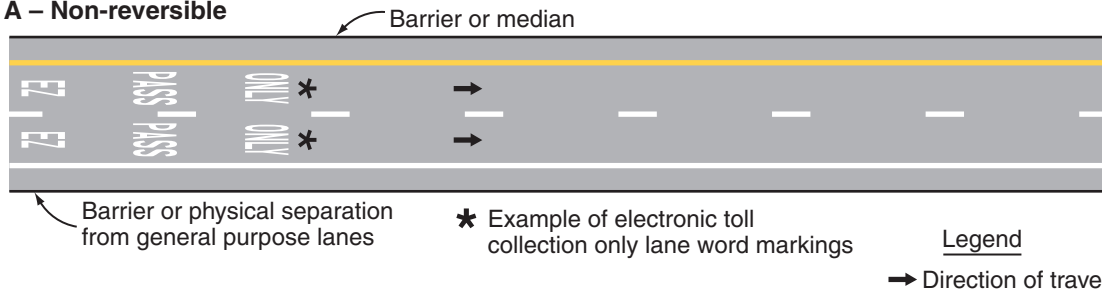 A – Non-reversible
Barrier or median
EZ PASS ONLY *
EZ PASS ONLY *
Barrier or physical separation
from general purpose lanes
* Example of electronic toll
collection only lane word markings
Legend
Direction of trave